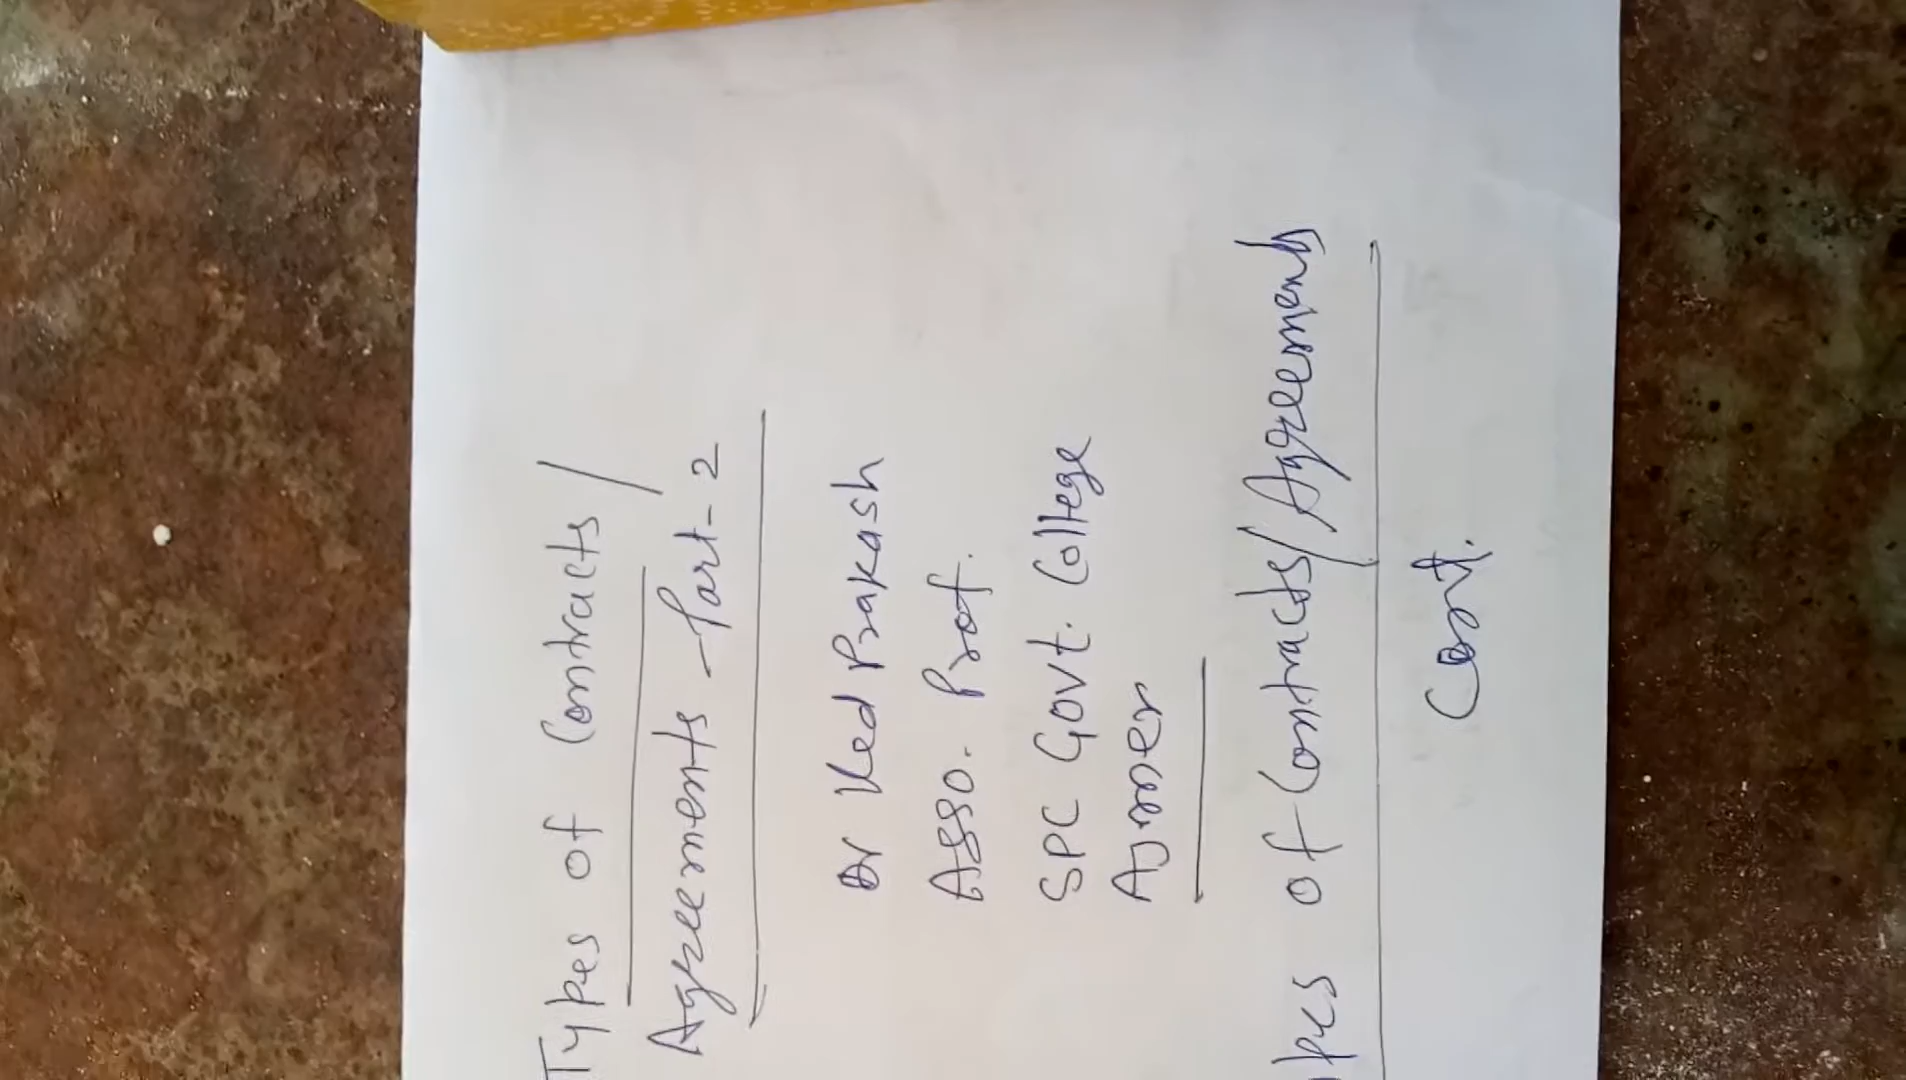 Types of Contracts /
Agreements - Part-2
Dr Ved Prakash
Asso. Prof.
SPC Govt. College
Ajmer
of Contracts/Agreements
Cont.